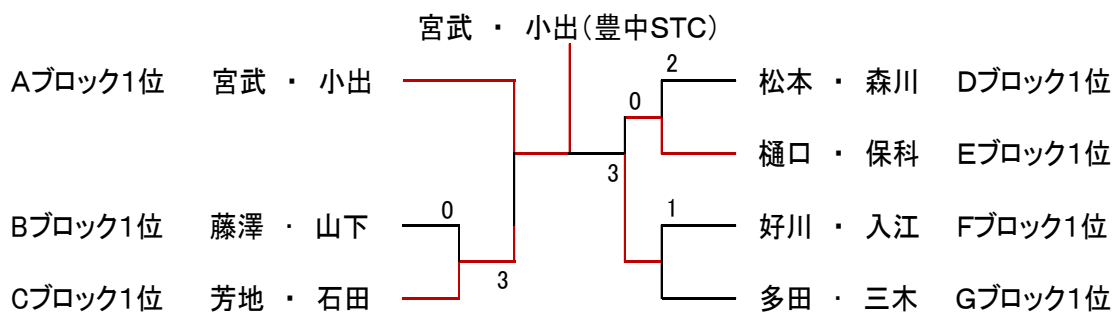 宮武 ・ 小出(豊中STC)
Aブロック1位 宮武 ・ 小出 2 松本 ・ 森川 Dブロック1位
0
樋口 ・ 保科 Eブロック1位
3
Bブロック1位 藤澤 ・ 山下 0 1 好川 ・ 入江 Fブロック1位
3
Cブロック1位 芳地 ・ 石田 多田 ・ 三木 Gブロック1位